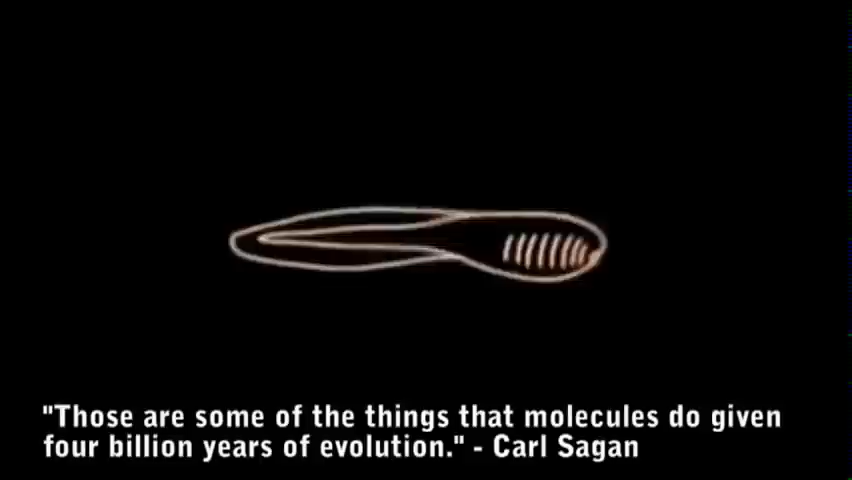 "Those are some of the things that molecules do given
four billion years of evolution." - Carl Sagan